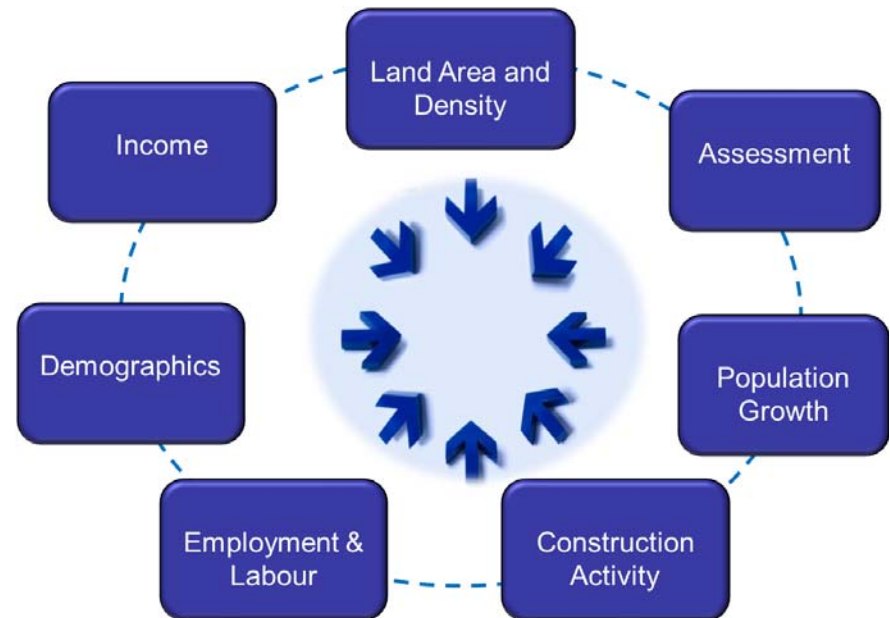 Land Area and
Density
Assessment
Population
Growth
Construction
Activity
Employment &
Labour
Demographics
Income